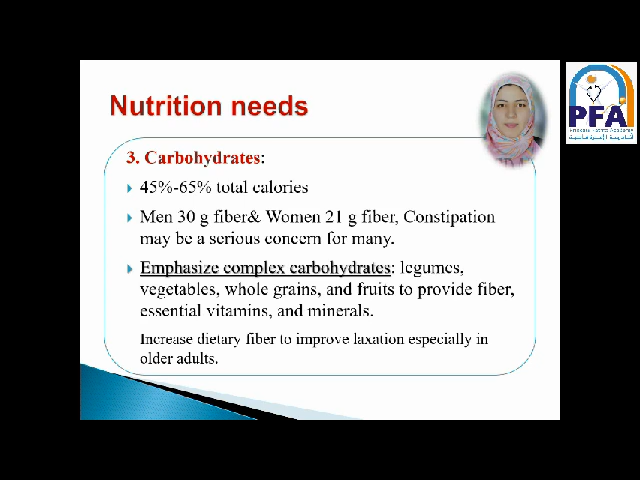 Nutrition needs
PFA
3. Carbohydrates:
45%-65% total calories
Men 30 g fiber& Women 21 g fiber, Constipation
may be a serious concern for many.
Emphasize complex carbohydrates: legumes,
vegetables, whole grains, and fruits to provide fiber,
essential vitamins, and minerals.
Increase dietary fiber to improve laxation especially in
older adults.